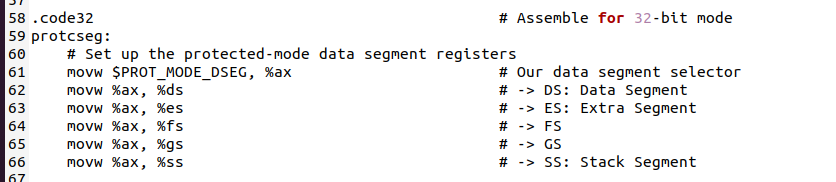 57
58 .code32                                                 # Assemble for 32-bit mode
59 protcseg:
60     # Set up the protected-mode data segment registers
61     movw $PROT_MODE_DSEG, %ax                           # Our data segment selector
62     movw %ax, %ds                                       # -> DS: Data Segment
63     movw %ax, %es                                       # -> ES: Extra Segment
64     movw %ax, %fs                                       # -> FS
65     movw %ax, %gs                                       # -> GS
66     movw %ax, %ss                                       # -> SS: Stack Segment
67